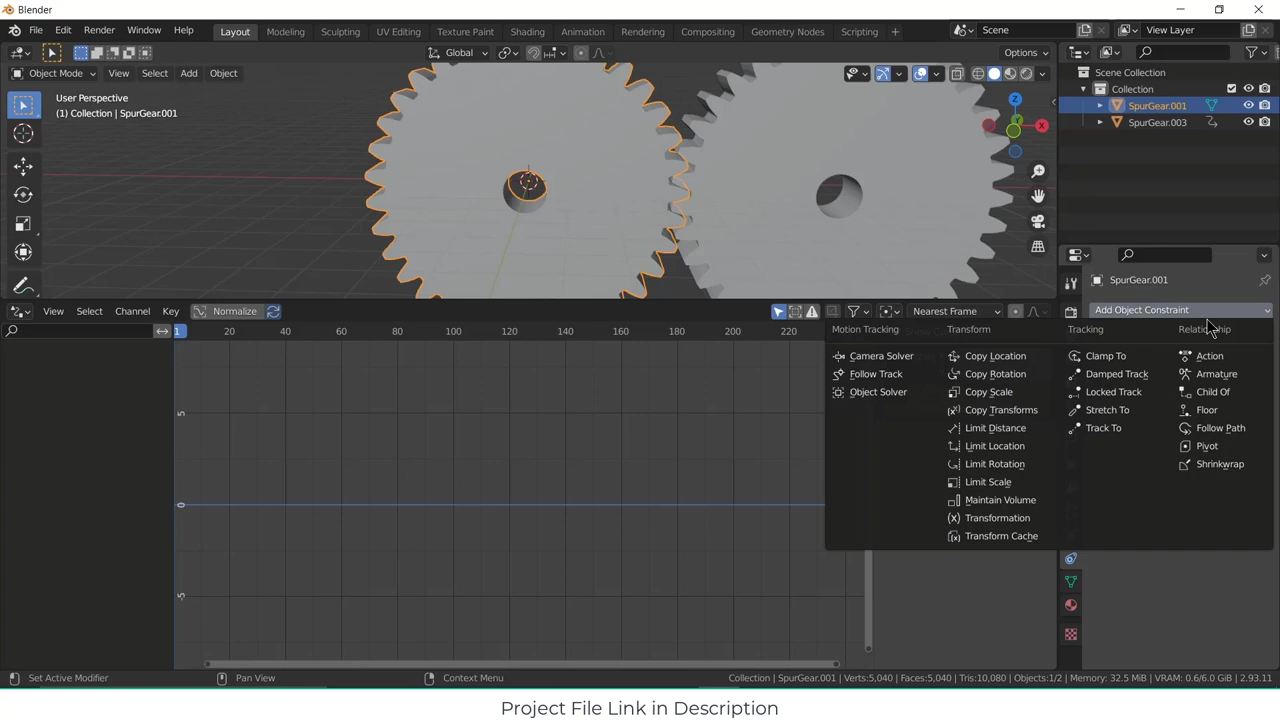 Blender
File Edit Render Window Help Layout Modeling Sculpting UV Editing Texture Paint Shading Animation Rendering Compositing Geometry Nodes Scripting + Scene View Layer
Global Options
Object Mode View Select Add Object
User Perspective
(1) Collection | SpurGear.001
Z
Y
X
Scene Collection
Collection
SpurGear.001
SpurGear.003
SpurGear.001
View Select Channel Key Normalize Nearest Frame Add Object Constraint
1 20 40 60 80 100 120 140 160 180 200 220
Motion Tracking Transform Tracking Relationship
Camera Solver Copy Location Clamp To Action
Follow Track Copy Rotation Damped Track Armature
Object Solver Copy Scale Locked Track Child Of
Copy Transforms Stretch To Floor
Limit Distance Track To Follow Path
Limit Location Pivot
Limit Rotation Shrinkwrap
Limit Scale
Maintain Volume
Transformation
Transform Cache
5
0
-5
Set Active Modifier Pan View Context Menu Collection | SpurGear.001 | Verts:5,040 | Faces:5,040 | Tris:10,080 | Objects:1/2 | Memory: 32.5 MiB | VRAM: 0.6/6.0 GiB | 2.93.11
Project File Link in Description